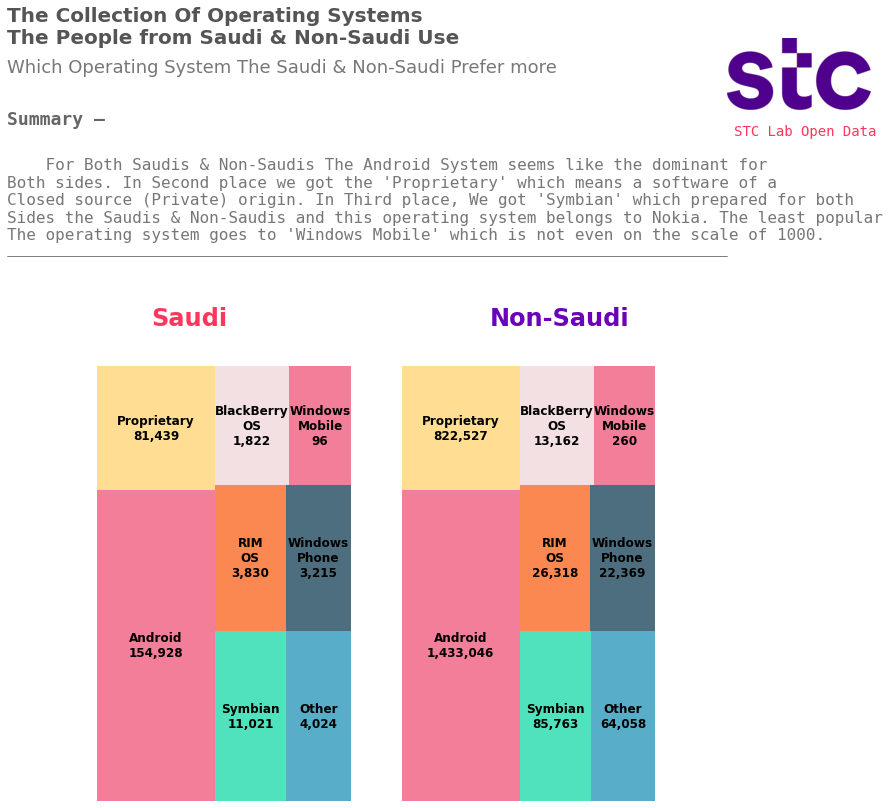 The Collection Of Operating Systems
The People from Saudi & Non-Saudi Use
Which Operating System The Saudi & Non-Saudi Prefer more
stc
STC Lab Open Data
Summary —
For Both Saudis & Non-Saudis The Android System seems like the dominant for
Both sides. In Second place we got the 'Proprietary' which means a software of a
Closed source (Private) origin. In Third place, We got 'Symbian' which prepared for both
Sides the Saudis & Non-Saudis and this operating system belongs to Nokia. The least popular
The operating system goes to 'Windows Mobile' which is not even on the scale of 1000.
Saudi
Proprietary
81,439
BlackBerry
OS
1,822
Windows
Mobile
96
RIM
OS
3,830
Windows
Phone
3,215
Android
154,928
Symbian
11,021
Other
4,024
Non-Saudi
Proprietary
822,527
BlackBerry
OS
13,162
Windows
Mobile
260
RIM
OS
26,318
Windows
Phone
22,369
Android
1,433,046
Symbian
85,763
Other
64,058